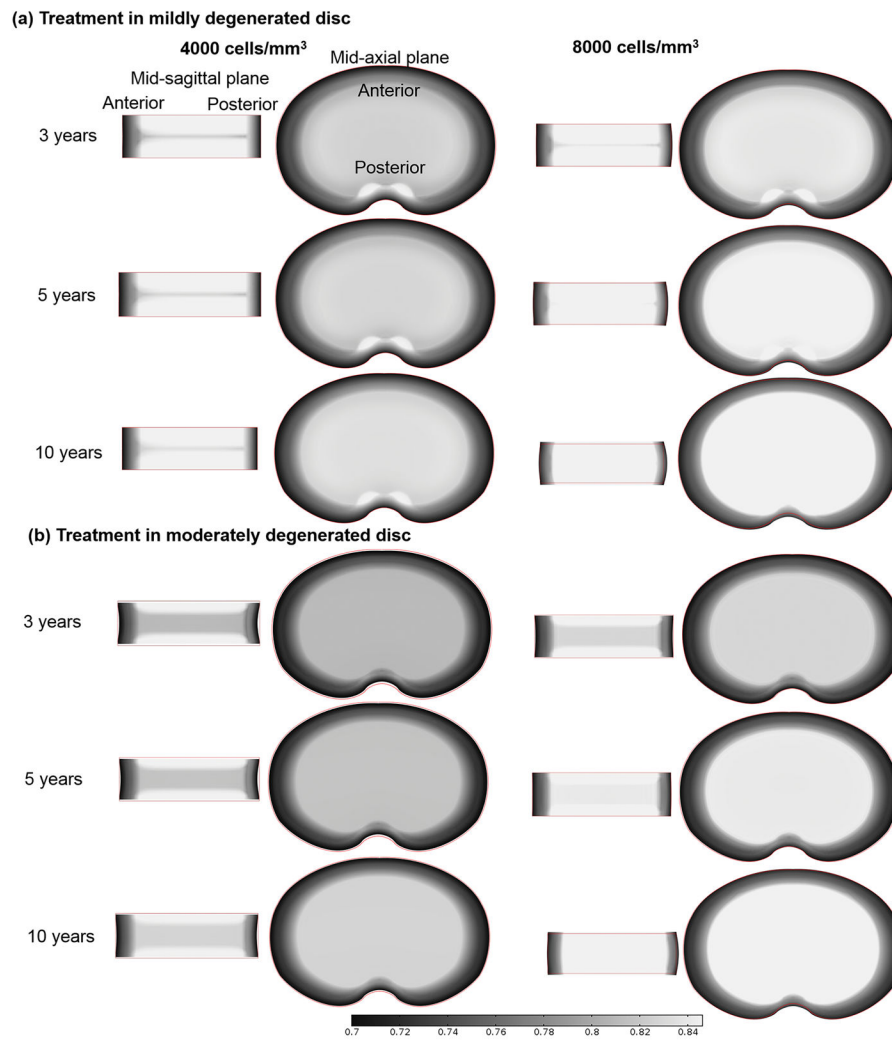 (a) Treatment in mildly degenerated disc
4000 cells/mm³
8000 cells/mm³
Mid-sagittal plane
Mid-axial plane
Anterior
Posterior
Anterior
Posterior
3 years
5 years
10 years
(b) Treatment in moderately degenerated disc
3 years
5 years
10 years
0.7 0.72 0.74 0.76 0.78 0.8 0.82 0.84